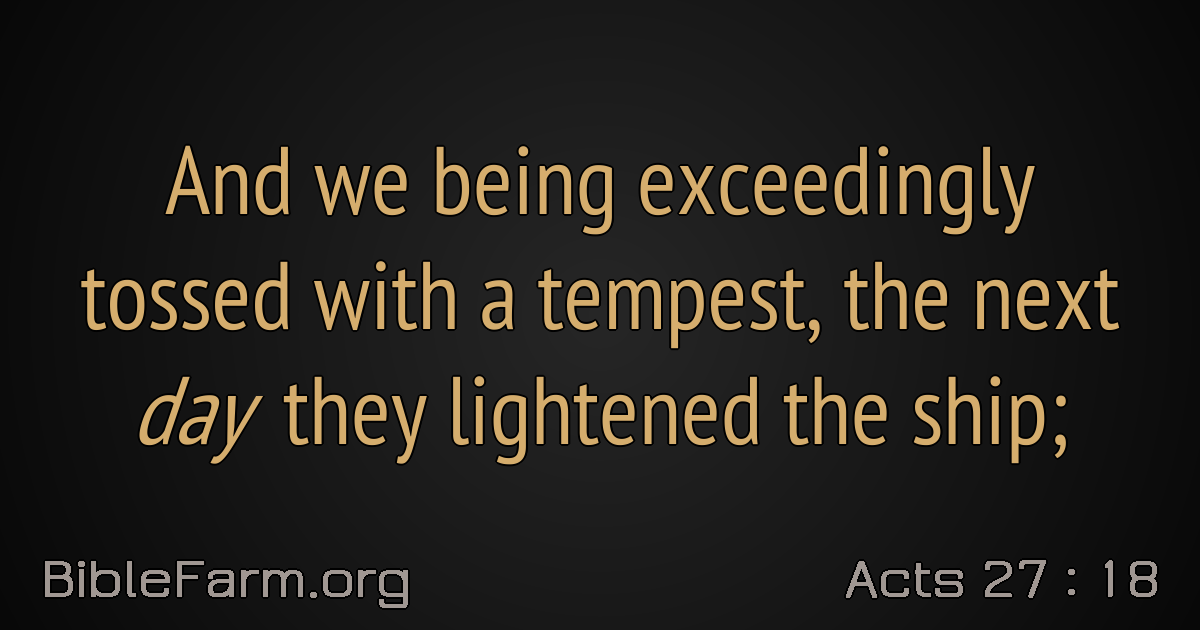 And we being exceedingly
tossed with a tempest, the next
day they lightened the ship;
BibleFarm.org
Acts 27 : 18